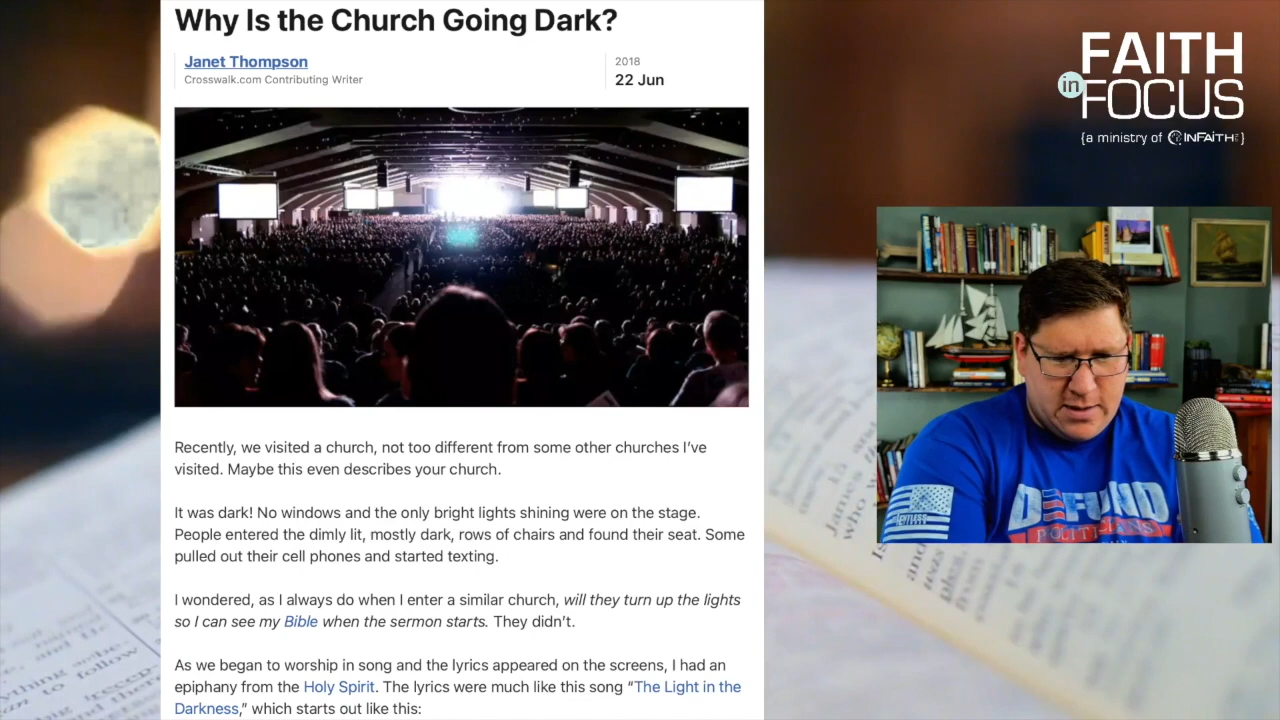 Why Is the Church Going Dark?
Janet Thompson
Crosswalk.com Contributing Writer
2018
22 Jun
Recently, we visited a church, not too different from some other churches I've
visited. Maybe this even describes your church.
It was dark! No windows and the only bright lights shining were on the stage.
People entered the dimly lit, mostly dark, rows of chairs and found their seat. Some
pulled out their cell phones and started texting.
I wondered, as I always do when I enter a similar church, will they turn up the lights
so I can see my Bible when the sermon starts. They didn't.
As we began to worship in song and the lyrics appeared on the screens, I had an
epiphany from the Holy Spirit. The lyrics were much like this song "The Light in the
Darkness," which starts out like this:
FAITH
in FOCUS
{a ministry of INFAITH }
DEFUND
POLITICIANS
James
who
and
to follow